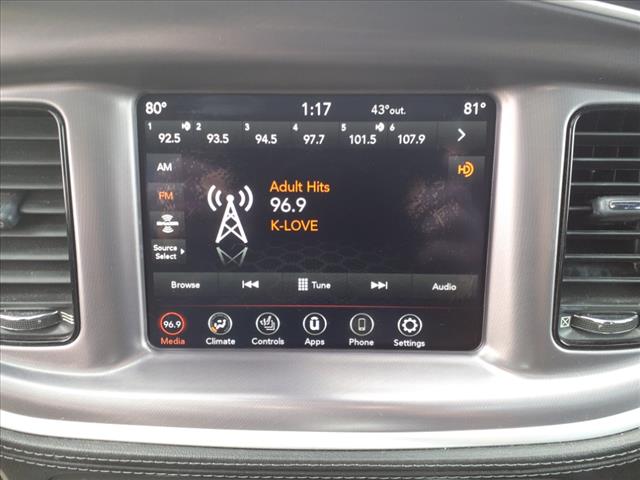 80° 1:17 43°out. 81°
1 2 3 4 5 6
92.5 93.5 94.5 97.7 101.5 107.9
AM
HD
FM
Adult Hits
96.9
K-LOVE
Source
Select
Browse Tune Audio
96.9
Media Climate Controls Apps Phone Settings